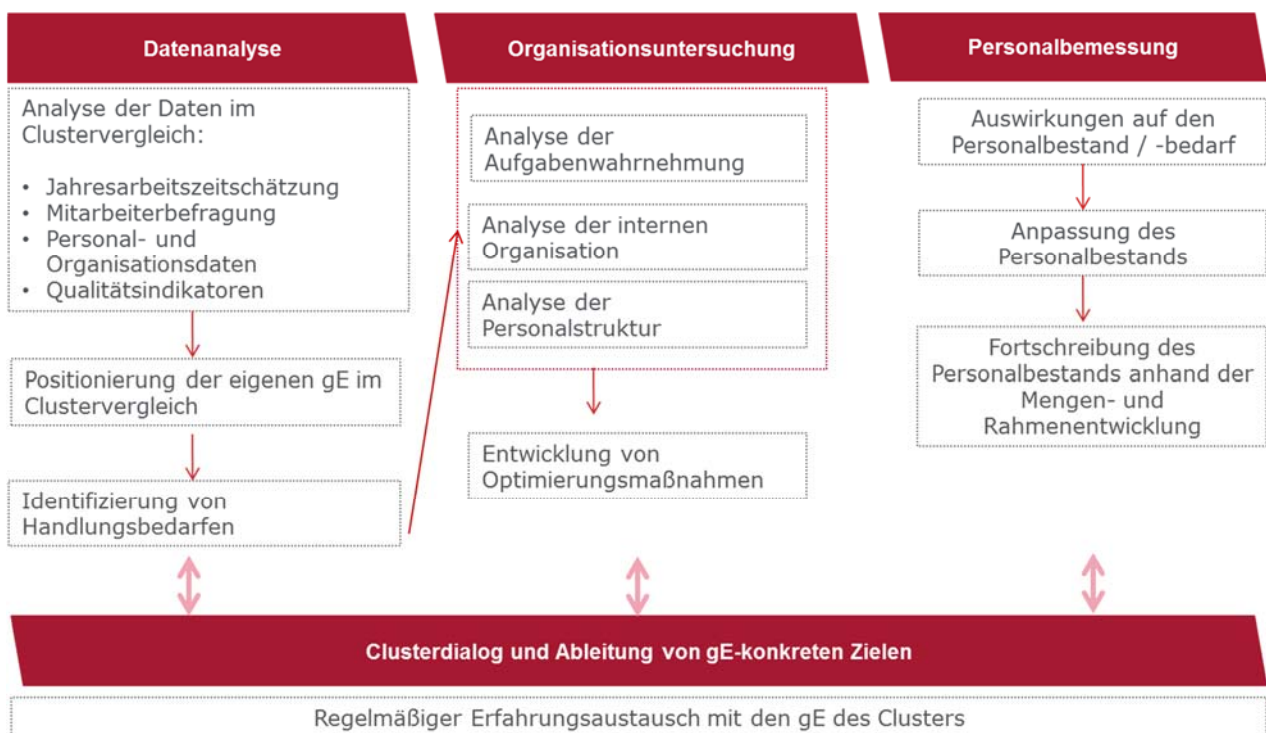 Datenanalyse
Analyse der Daten im
Clustervergleich:
• Jahresarbeitszeitschätzung
• Mitarbeiterbefragung
• Personal- und
Organisationsdaten
• Qualitätsindikatoren
Positionierung der eigenen gE im
Clustervergleich
Identifizierung von
Handlungsbedarfen
Organisationsuntersuchung
Analyse der
Aufgabenwahrnehmung
Analyse der internen
Organisation
Analyse der
Personalstruktur
Entwicklung von
Optimierungsmaßnahmen
Personalbemessung
Auswirkungen auf den
Personalbestand / -bedarf
Anpassung des
Personalbestands
Fortschreibung des
Personalbestands anhand der
Mengen- und
Rahmenentwicklung
Clusterdialog und Ableitung von gE-konkreten Zielen
Regelmäßiger Erfahrungsaustausch mit den gE des Clusters